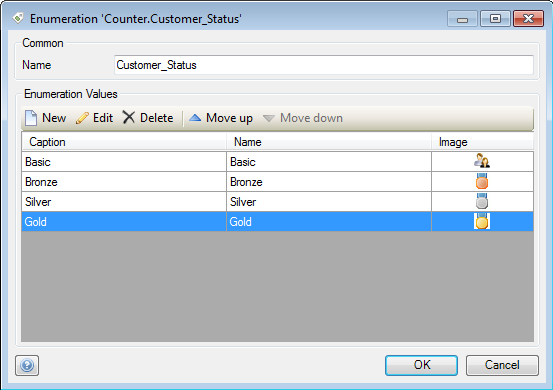 Enumeration 'Counter.Customer_Status'
Common
Name Customer_Status
Enumeration Values
New Edit Delete Move up Move down
Caption Name Image
Basic Basic
Bronze Bronze
Silver Silver
Gold Gold
? OK Cancel